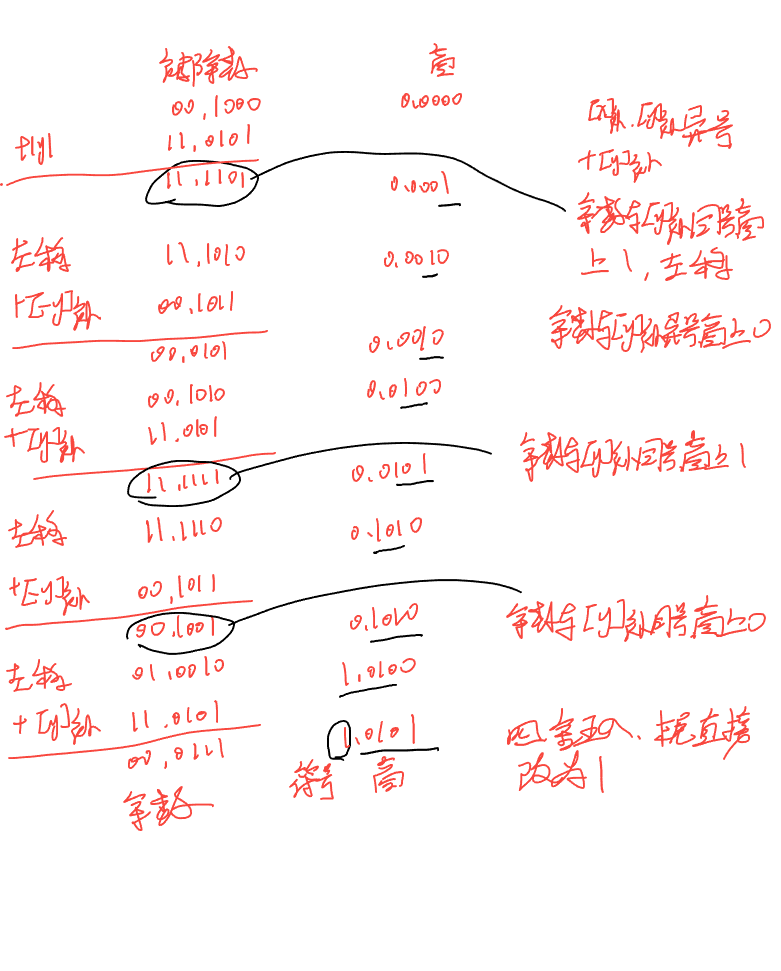 被除数 商
00.1000 0.0000
11.0101
11.1101 0.0001
[x]补.[y]补异号
+[y]补
余数与[y]补同号商
上1,左移
左移 11.1010 0.0010
+[-y]补 00.1011
00.0101 0.0010 余数与[y]补异号商上0
左移 00.1010 0.0100
+[y]补 11.0101
11.1111 0.0101 余数与[y]补同号商上1
左移 11.1110 0.1010
+[-y]补 00.1011
00.1001 0.1010 余数与[y]补同号商上0
左移 01.0010 1.0100
+[y]补 11.0101
00.0111 1.0101 四舍五入.末尾直接
改为1
余数 符号 商